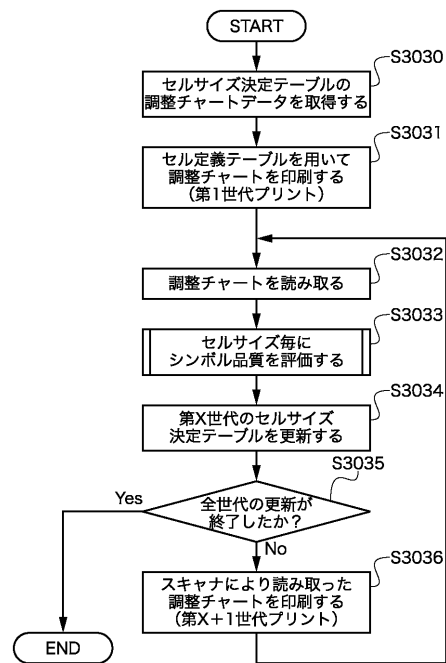 START
S3030
セルサイズ決定テーブルの
調整チャートデータを取得する
S3031
セル定義テーブルを用いて
調整チャートを印刷する
（第1世代プリント）
S3032
調整チャートを読み取る
S3033
セルサイズ毎に
シンボル品質を評価する
S3034
第X世代のセルサイズ
決定テーブルを更新する
S3035
全世代の更新が
終了したか？
Yes
No
S3036
スキャナにより読み取った
調整チャートを印刷する
（第X＋1世代プリント）
END